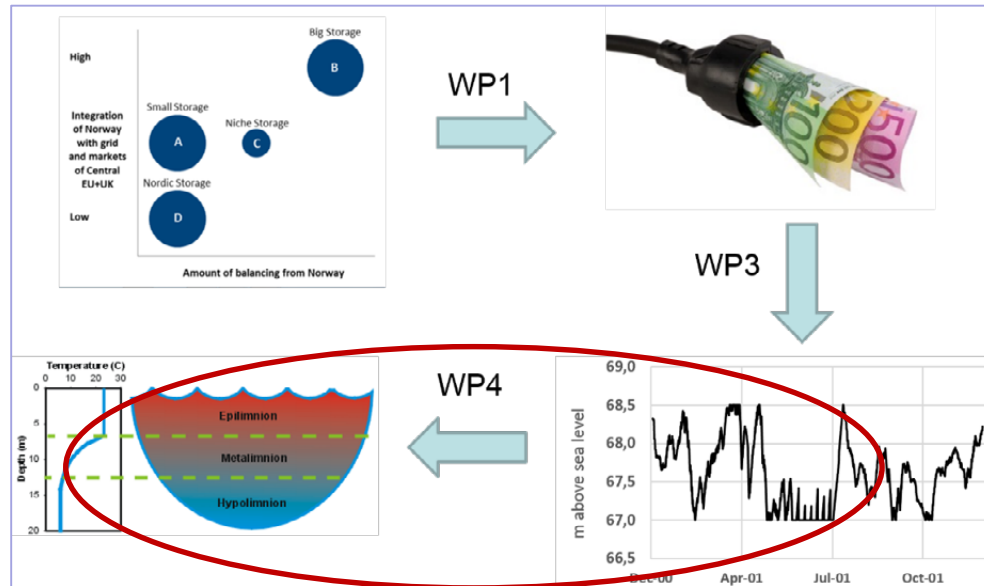 Big Storage
High
B
WP1
Small Storage
Integration
of Norway
with grid
and markets
of Central
EU+UK
A
Niche Storage
C
Nordic Storage
Low
D
Amount of balancing from Norway
100
200
500
WP3
Temperature (C)
0 10 20 30
0
5
10
15
20
Depth (m)
Epilimnion
Metalimnion
Hypolimnion
WP4
69,0
68,5
68,0
67,5
67,0
66,5
m above sea level
Dec-00 Apr-01 Jul-01 Oct-01